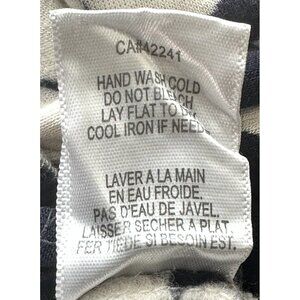 CA#42241
HAND WASH COLD
DO NOT BLEACH
LAY FLAT TO DRY
COOL IRON IF NEEDED
LAVER A LA MAIN
EN EAU FROIDE.
PAS D'EAU DE JAVEL.
LAISSER SECHER A PLAT.
FER TIEDE SI BESOIN EST.